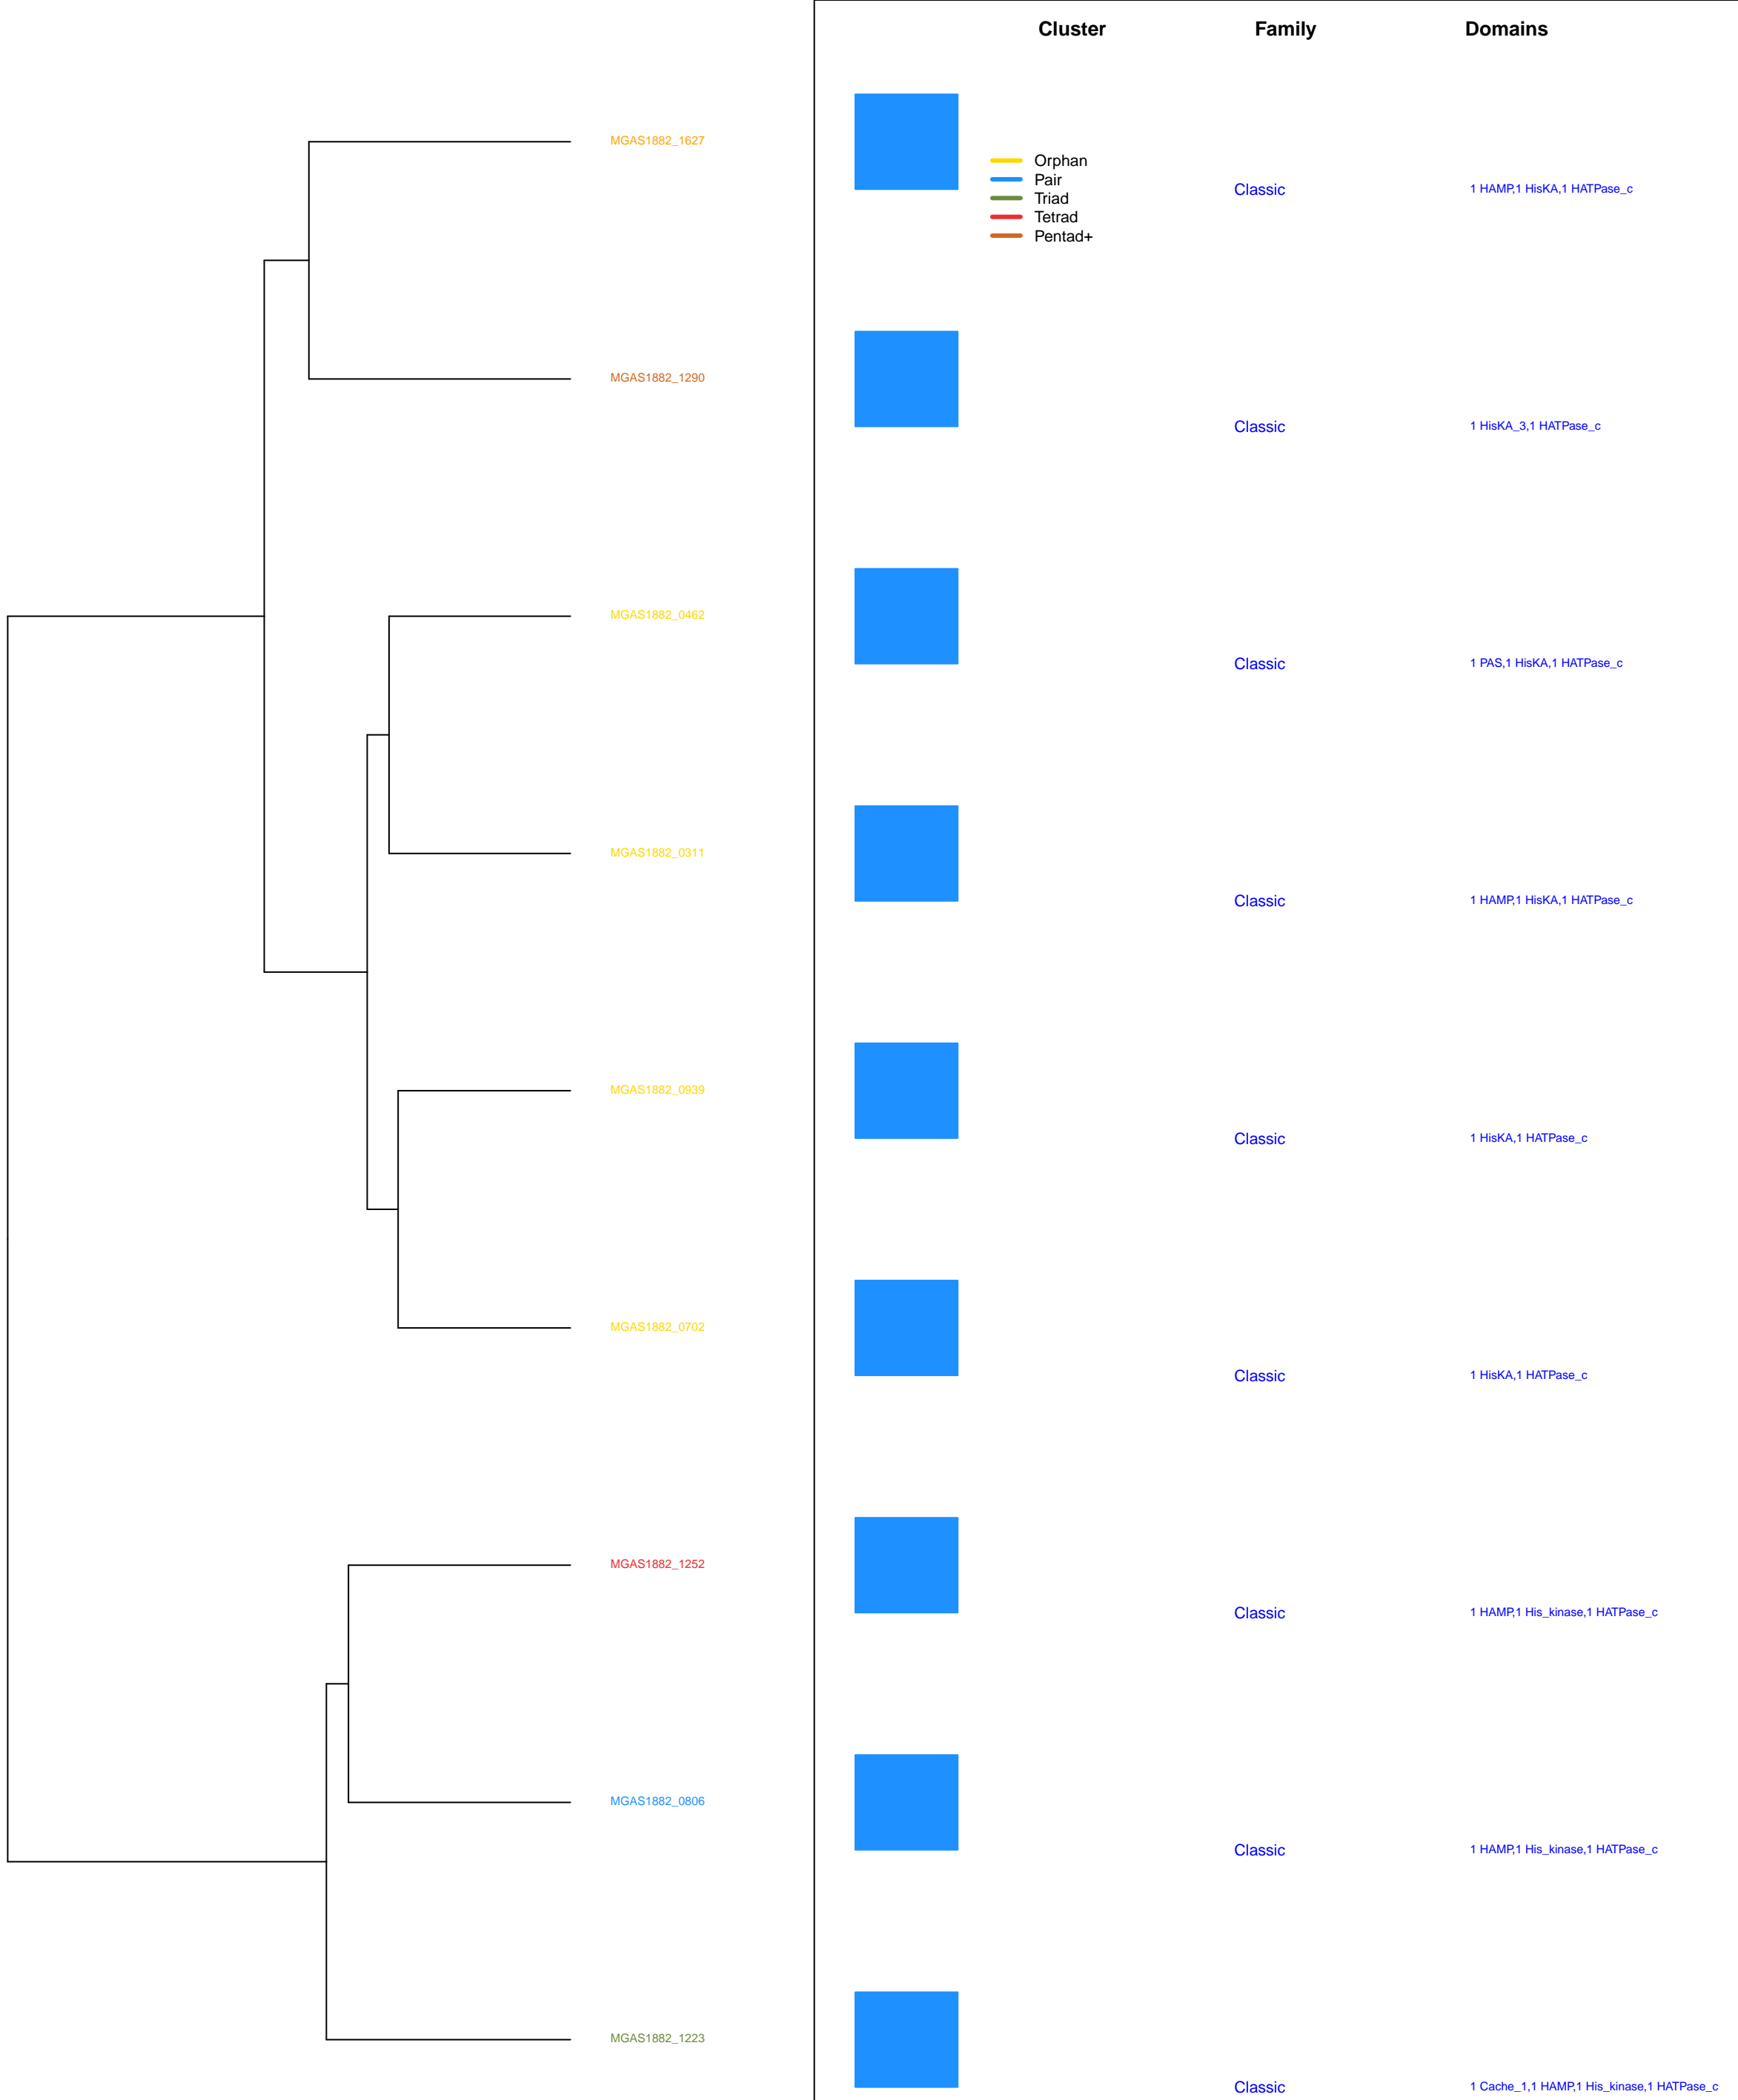 Cluster Family Domains
MGAS1882_1627
Orphan
Pair
Triad
Tetrad
Pentad+
Classic 1 HAMP,1 HisKA,1 HATPase_c
MGAS1882_1290
Classic 1 HisKA_3,1 HATPase_c
MGAS1882_0462
Classic 1 PAS,1 HisKA,1 HATPase_c
MGAS1882_0311
Classic 1 HAMP,1 HisKA,1 HATPase_c
MGAS1882_0939
Classic 1 HisKA,1 HATPase_c
MGAS1882_0702
Classic 1 HisKA,1 HATPase_c
MGAS1882_1252
Classic 1 HAMP,1 His_kinase,1 HATPase_c
MGAS1882_0806
Classic 1 HAMP,1 His_kinase,1 HATPase_c
MGAS1882_1223
Classic 1 Cache_1,1 HAMP,1 His_kinase,1 HATPase_c